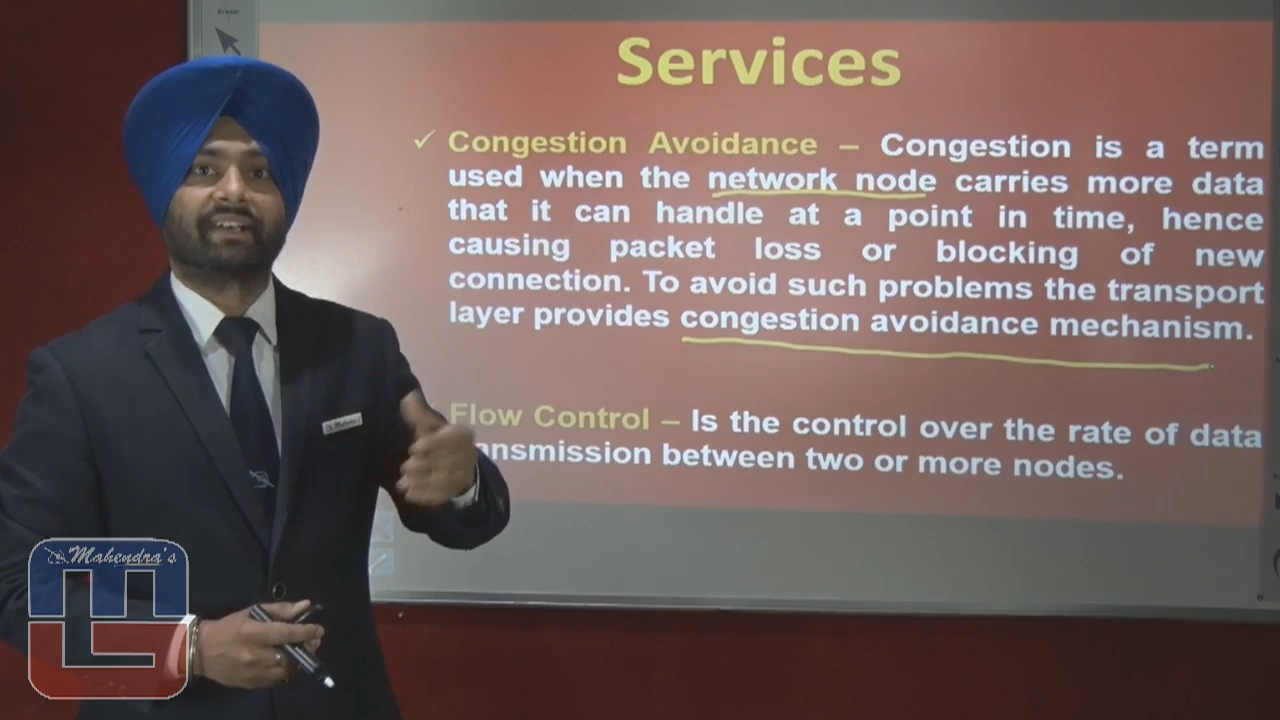 Eraser
Services
✓ Congestion Avoidance – Congestion is a term
used when the network node carries more data
that it can handle at a point in time, hence
causing packet loss or blocking of new
connection. To avoid such problems the transport
layer provides congestion avoidance mechanism.
Flow Control – Is the control over the rate of data
ansmission between two or more nodes.
Mahendra's